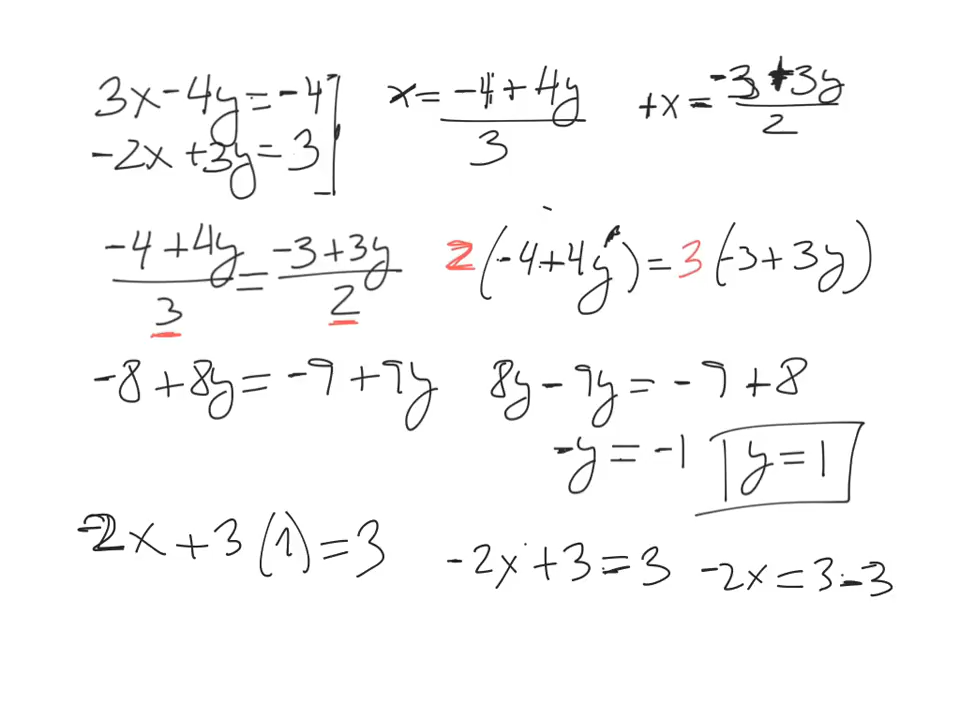 3x-4y=-4] x=(-4+4y)/3 +x=(-3+3y)/2
-2x+3y=3]
(-4+4y)/3=(-3+3y)/2 2(-4+4y)=3(-3+3y)
-8+8y=-9+9y 8y-9y=-9+8
-y=-1 y=1
-2x+3(1)=3 -2x+3=3 -2x=3-3